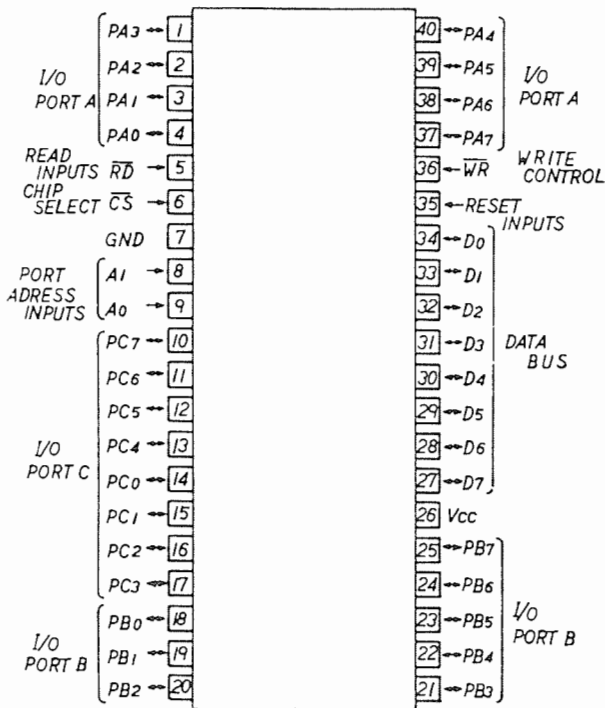 PA3 1
PA2 2
PA1 3
PA0 4
I/O
PORT A
READ
INPUTS RD 5
CHIP
SELECT CS 6
GND 7
PORT
ADRESS
INPUTS
A1 8
A0 9
PC7 10
PC6 11
PC5 12
PC4 13
PC0 14
PC1 15
PC2 16
PC3 17
I/O
PORT C
PB0 18
PB1 19
PB2 20
I/O
PORT B
40 PA4
39 PA5
38 PA6
37 PA7
I/O
PORT A
36 WR WRITE
CONTROL
35 RESET
INPUTS
34 D0
33 D1
32 D2
31 D3
30 D4
29 D5
28 D6
27 D7
DATA
BUS
26 Vcc
25 PB7
24 PB6
23 PB5
22 PB4
21 PB3
I/O
PORT B